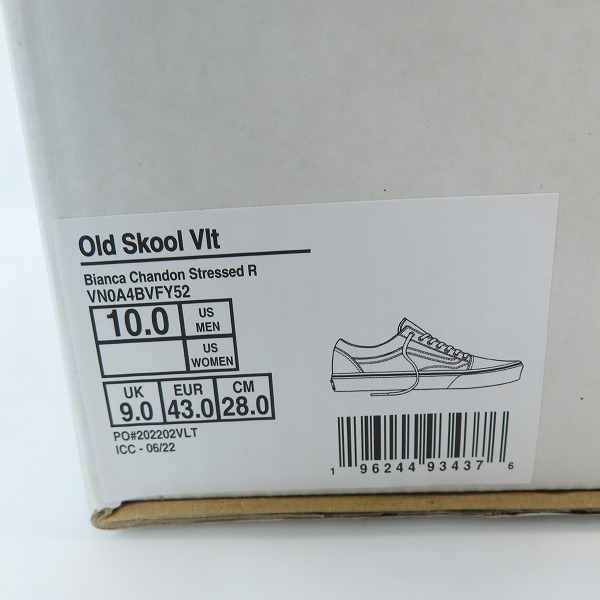 Old Skool Vlt
Bianca Chandon Stressed R
VN0A4BVFY52
10.0 US MEN
US WOMEN
UK EUR CM
9.0 43.0 28.0
PO#202202VLT
ICC - 06/22
1 96244 93437 6